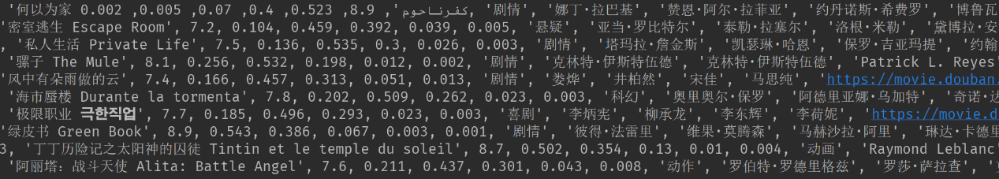 '何以为家 كفرناحوم', 8.9, 0.523, 0.4, 0.07, 0.005, 0.002, '剧情', '娜丁·拉巴基', '赞恩·阿尔·拉菲亚', '约丹诺斯·希费罗', '博鲁瓦
'密室逃生 Escape Room', 7.2, 0.104, 0.459, 0.392, 0.039, 0.005, '悬疑', '亚当·罗比特尔', '泰勒·拉塞尔', '洛根·米勒', '黛博拉·安
, '私人生活 Private Life', 7.5, 0.136, 0.535, 0.3, 0.026, 0.003, '剧情', '塔玛拉·詹金斯', '凯瑟琳·哈恩', '保罗·吉亚玛提', '约翰
'骡子 The Mule', 8.1, 0.256, 0.532, 0.198, 0.012, 0.002, '剧情', '克林特·伊斯特伍德', '克林特·伊斯特伍德', 'Patrick L. Reyes'
'风中有朵雨做的云', 7.4, 0.166, 0.457, 0.313, 0.051, 0.013, '剧情', '娄烨', '井柏然', '宋佳', '马思纯', 'https://movie.douban.
'海市蜃楼 Durante la tormenta', 7.8, 0.202, 0.509, 0.262, 0.023, 0.003, '科幻', '奥里奥尔·保罗', '阿德里亚娜·乌加特', '奇诺·达
'极限职业 극한직업', 7.7, 0.185, 0.496, 0.293, 0.023, 0.003, '喜剧', '李炳宪', '柳承龙', '李东辉', '李荷妮', 'https://movie.d
'绿皮书 Green Book', 8.9, 0.543, 0.386, 0.067, 0.003, 0.001, '剧情', '彼得·法雷里', '维果·莫腾森', '马赫沙拉·阿里', '琳达·卡德里
3, '丁丁历险记之太阳神的囚徒 Tintin et le temple du soleil', 8.7, 0.502, 0.354, 0.13, 0.01, 0.004, '动画', 'Raymond Leblanc'
'阿丽塔：战斗天使 Alita: Battle Angel', 7.6, 0.211, 0.437, 0.301, 0.043, 0.008, '动作', '罗伯特·罗德里格兹', '罗莎·萨拉查', '